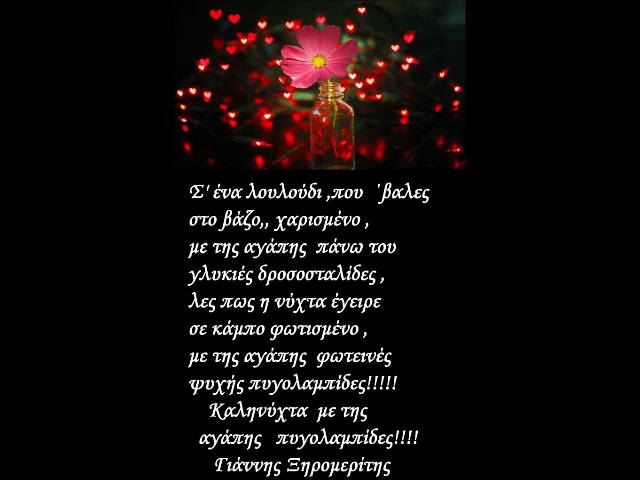 Σ' ένα λουλούδι ,που ΄βαλες
στο βάζο,, χαρισμένο ,
με της αγάπης πάνω του
γλυκιές δροσοσταλίδες ,
λες πως η νύχτα έγειρε
σε κάμπο φωτισμένο ,
με της αγάπης φωτεινές
ψυχής πυγολαμπίδες!!!!!
Καληνύχτα με της
αγάπης πυγολαμπίδες!!!!
Γιάννης Ξηρομερίτης